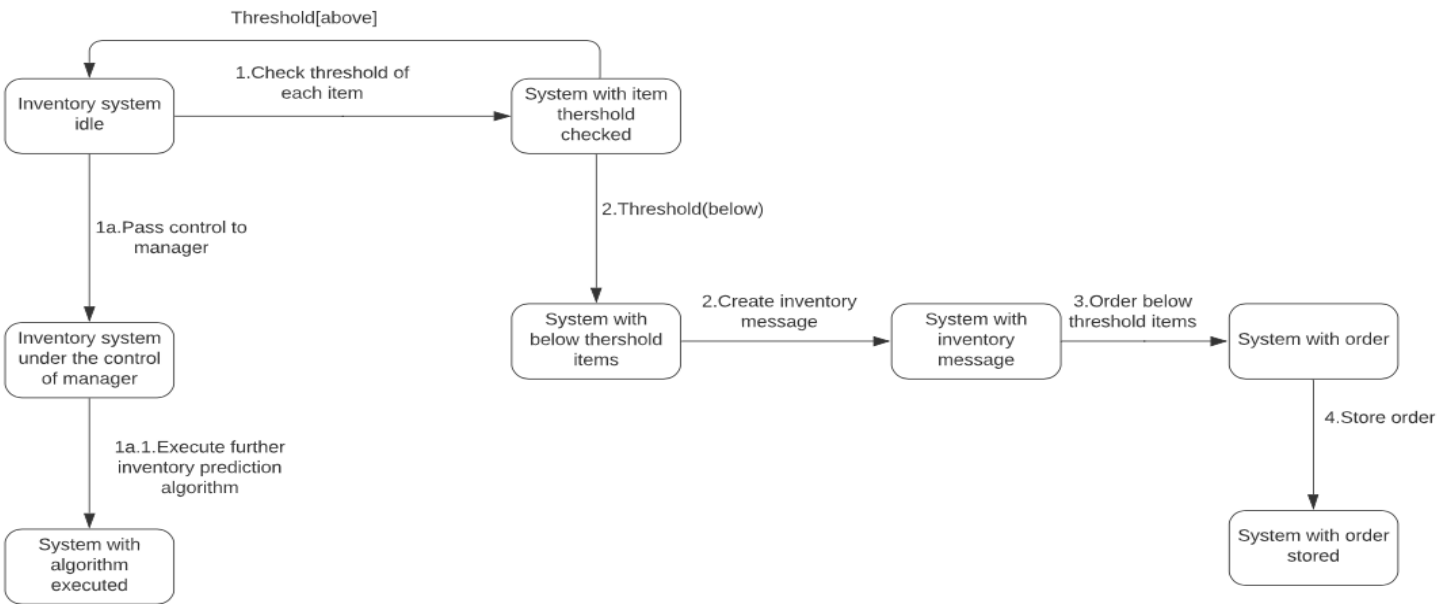 Threshold[above]
1.Check threshold of
each item
Inventory system
idle
System with item
thershold
checked
1a.Pass control to
manager
2.Threshold(below)
Inventory system
under the control
of manager
System with
below thershold
items
2.Create inventory
message
System with
inventory
message
3.Order below
threshold items
System with order
4.Store order
1a.1.Execute further
inventory prediction
algorithm
System with
algorithm
executed
System with order
stored